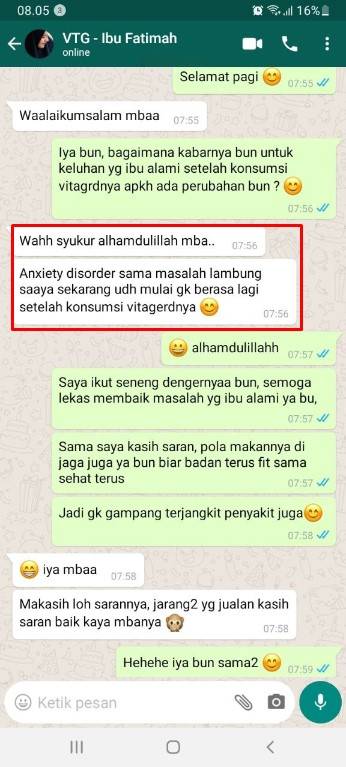 08.05 3 16%
VTG - Ibu Fatimah
online
Selamat pagi 😊 07:55
Waalaikumsalam mbaa 07:55
Iya bun, bagaimana kabarnya bun untuk
keluhan yg ibu alami setelah konsumsi
vitagrdnya apkh ada perubahan bun ? 😊
07:56
Wahh syukur alhamdulillah mba.. 07:56
Anxiety disorder sama masalah lambung
saaya sekarang udh mulai gk berasa lagi
setelah konsumsi vitagerdnya 😊
07:56
😀 alhamdulillahh 07:57
Saya ikut seneng dengernyaa bun, semoga
lekas membaik masalah yg ibu alami ya bu,
07:57
Sama saya kasih saran, pola makannya di
jaga juga ya bun biar badan terus fit sama
sehat terus 07:57
Jadi gk gampang terjangkit penyakit juga😊
07:58
😁 iya mbaa 07:58
Makasih loh sarannya, jarang2 yg jualan kasih
saran baik kaya mbanya 🙊
07:58
Hehehe iya bun sama2 😊 07:59
Ketik pesan